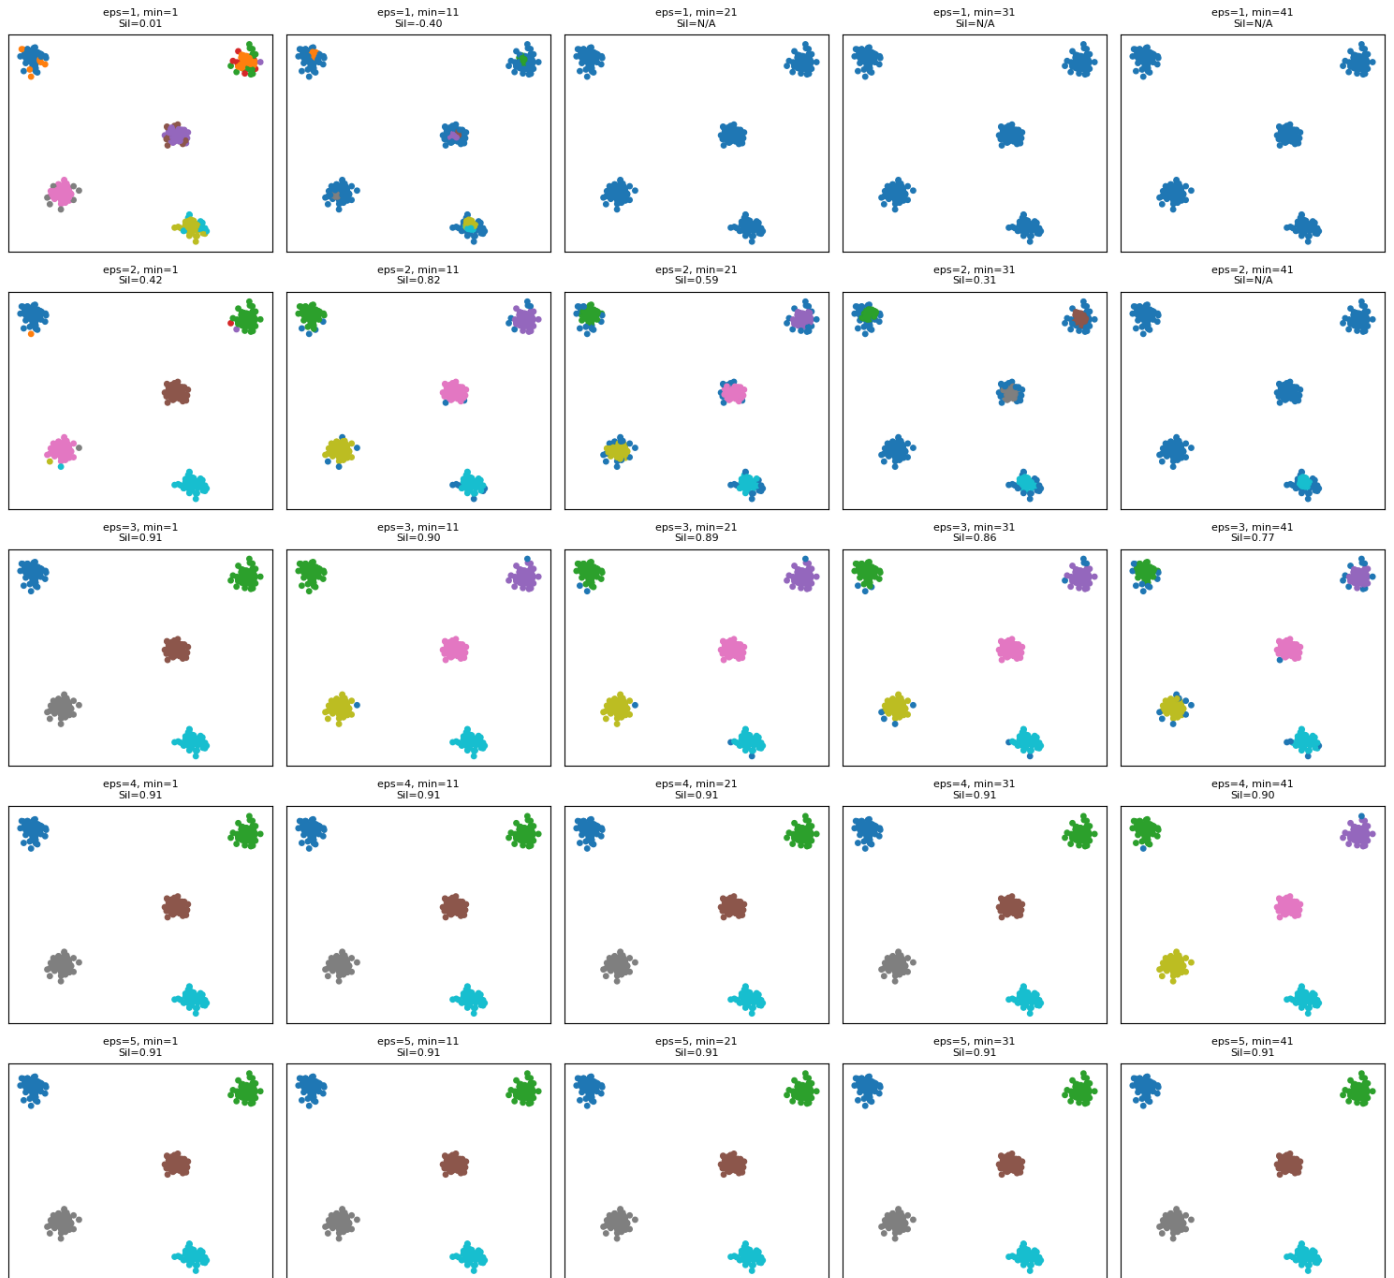 eps=1, min=1
Sil=0.01
eps=1, min=11
Sil=-0.40
eps=1, min=21
Sil=N/A
eps=1, min=31
Sil=N/A
eps=1, min=41
Sil=N/A
eps=2, min=1
Sil=0.42
eps=2, min=11
Sil=0.82
eps=2, min=21
Sil=0.59
eps=2, min=31
Sil=0.31
eps=2, min=41
Sil=N/A
eps=3, min=1
Sil=0.91
eps=3, min=11
Sil=0.90
eps=3, min=21
Sil=0.89
eps=3, min=31
Sil=0.86
eps=3, min=41
Sil=0.77
eps=4, min=1
Sil=0.91
eps=4, min=11
Sil=0.91
eps=4, min=21
Sil=0.91
eps=4, min=31
Sil=0.91
eps=4, min=41
Sil=0.90
eps=5, min=1
Sil=0.91
eps=5, min=11
Sil=0.91
eps=5, min=21
Sil=0.91
eps=5, min=31
Sil=0.91
eps=5, min=41
Sil=0.91